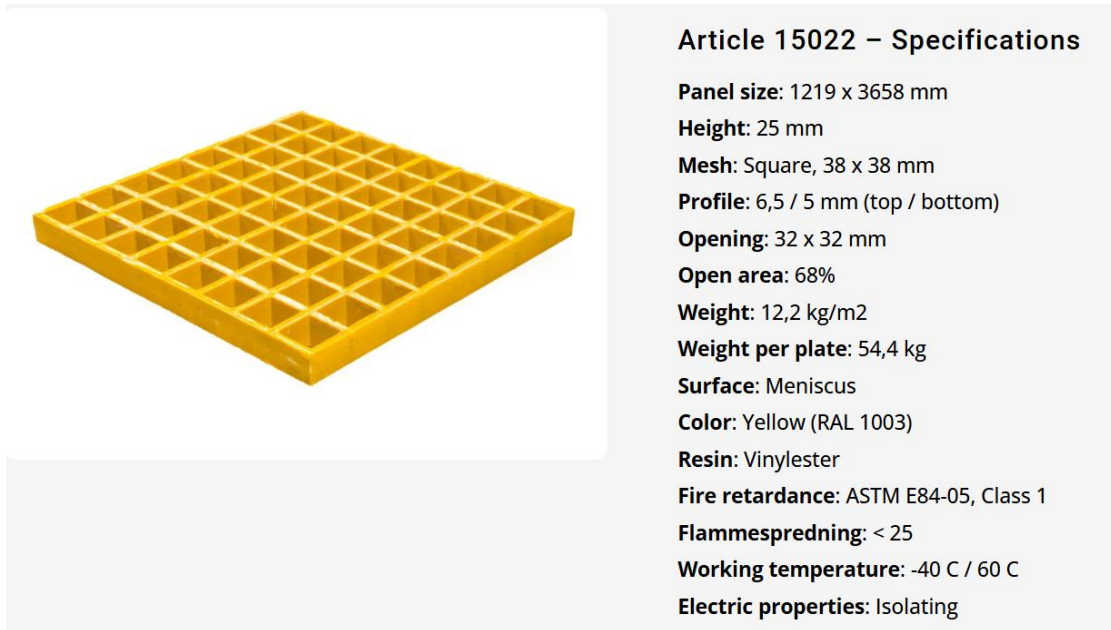 Article 15022 – Specifications
Panel size: 1219 x 3658 mm
Height: 25 mm
Mesh: Square, 38 x 38 mm
Profile: 6,5 / 5 mm (top / bottom)
Opening: 32 x 32 mm
Open area: 68%
Weight: 12,2 kg/m2
Weight per plate: 54,4 kg
Surface: Meniscus
Color: Yellow (RAL 1003)
Resin: Vinylester
Fire retardance: ASTM E84-05, Class 1
Flammespredning: < 25
Working temperature: -40 C / 60 C
Electric properties: Isolating